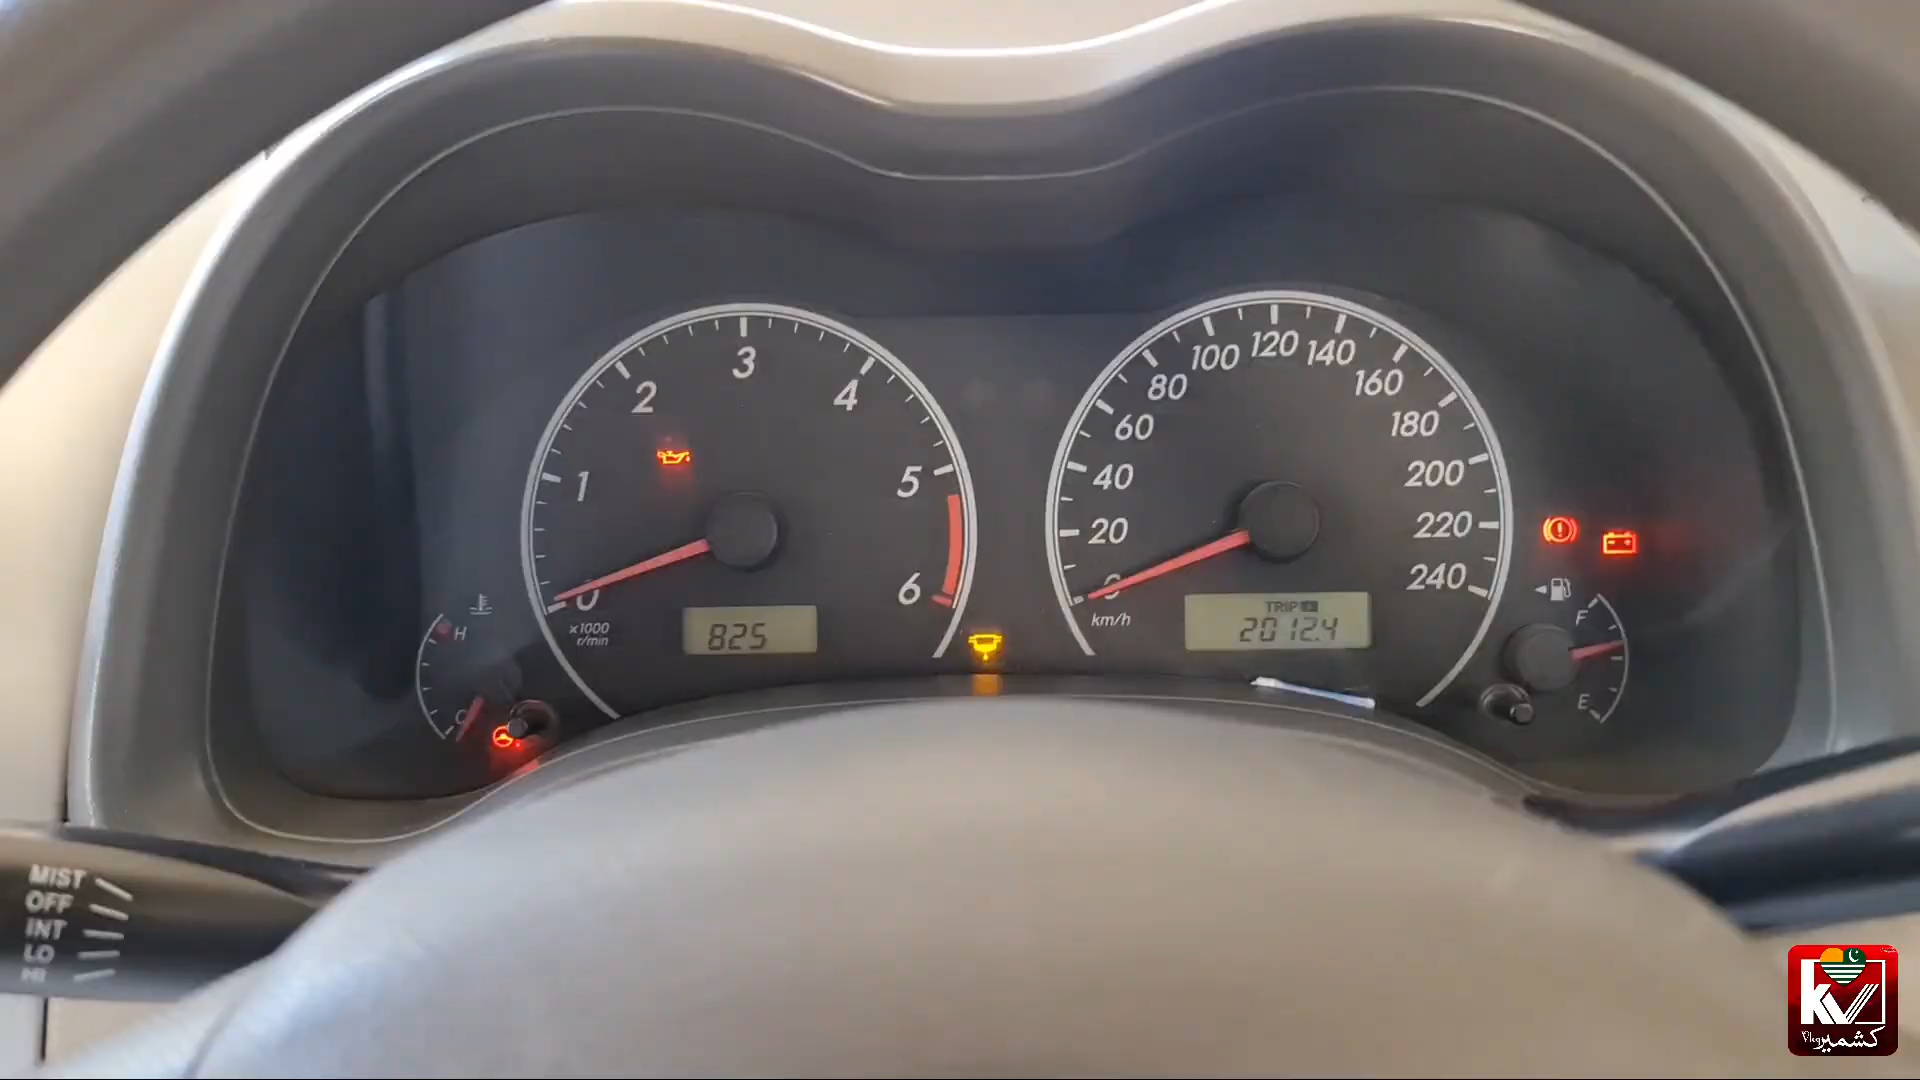 0
1
2
3
4
5
6
x1000
r/min
825
H
C
0
20
40
60
80
100
120
140
160
180
200
220
240
km/h
TRIP
2012.4
F
E
MIST
OFF
INT
LO
HI
KV
کشمیر